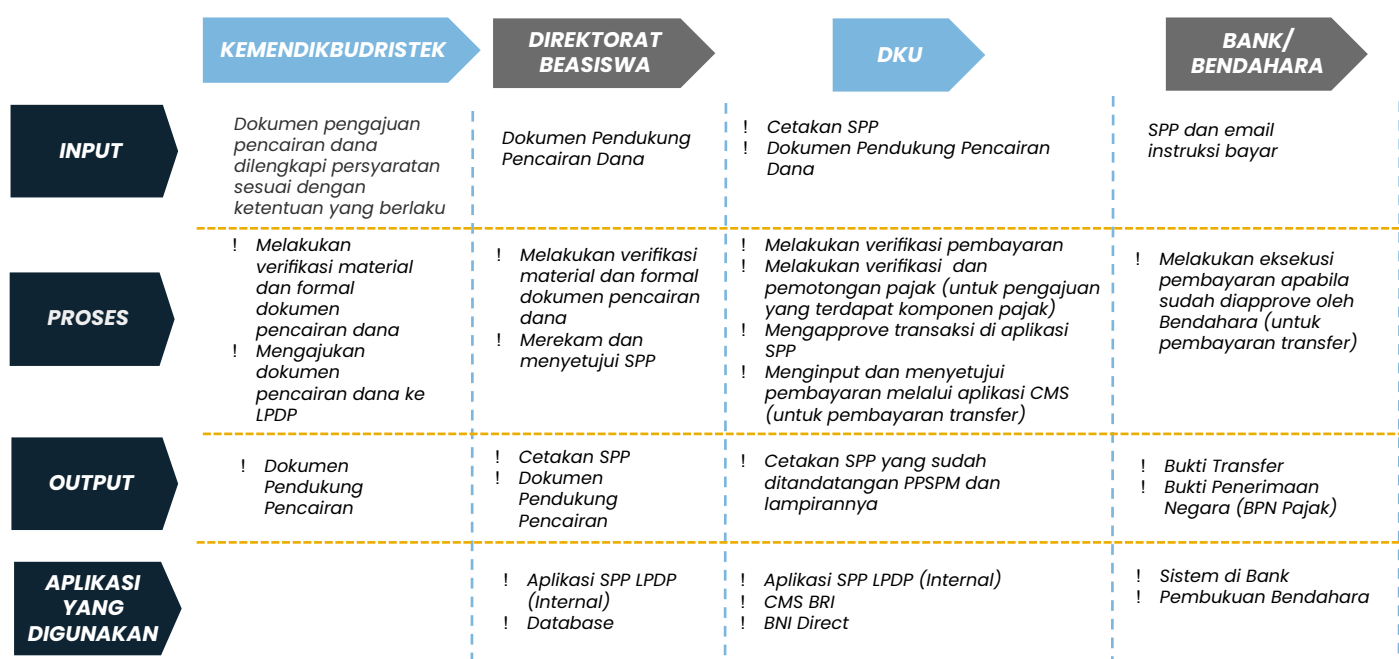 KEMENDIKBUDRISTEK
DIREKTORAT
BEASISWA
DKU
BANK/
BENDAHARA
INPUT
Dokumen pengajuan
pencairan dana
dilengkapi persyaratan
sesuai dengan
ketentuan yang berlaku
Dokumen Pendukung
Pencairan Dana
! Cetakan SPP
! Dokumen Pendukung Pencairan
Dana
SPP dan email
instruksi bayar
PROSES
! Melakukan
verifikasi material
dan formal
dokumen
pencairan dana
! Mengajukan
dokumen
pencairan dana ke
LPDP
! Melakukan verifikasi
material dan formal
dokumen pencairan
dana
! Merekam dan
menyetujui SPP
! Melakukan verifikasi pembayaran
! Melakukan verifikasi dan
pemotongan pajak (untuk pengajuan
yang terdapat komponen pajak)
! Mengapprove transaksi di aplikasi
SPP
! Menginput dan menyetujui
pembayaran melalui aplikasi CMS
(untuk pembayaran transfer)
! Melakukan eksekusi
pembayaran apabila
sudah diapprove oleh
Bendahara (untuk
pembayaran transfer)
OUTPUT
! Dokumen
Pendukung
Pencairan
! Cetakan SPP
! Dokumen
Pendukung
Pencairan
! Cetakan SPP yang sudah
ditandatangan PPSPM dan
lampirannya
! Bukti Transfer
! Bukti Penerimaan
Negara (BPN Pajak)
APLIKASI
YANG
DIGUNAKAN
! Aplikasi SPP LPDP
(Internal)
! Database
! Aplikasi SPP LPDP (Internal)
! CMS BRI
! BNI Direct
! Sistem di Bank
! Pembukuan Bendahara